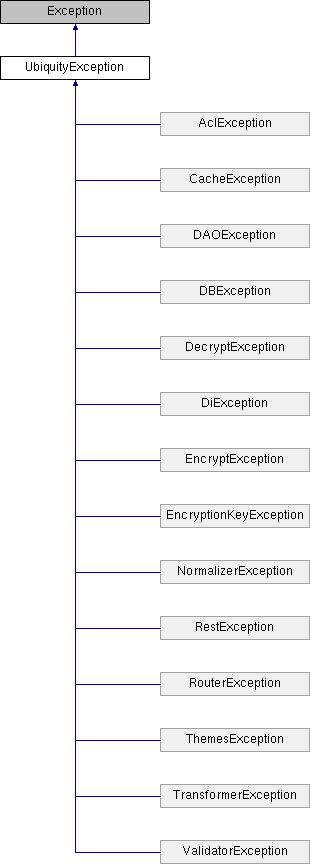 Exception
UbiquityException
AclException
CacheException
DAOException
DBException
DecryptException
DiException
EncryptException
EncryptionKeyException
NormalizerException
RestException
RouterException
ThemesException
TransformerException
ValidatorException